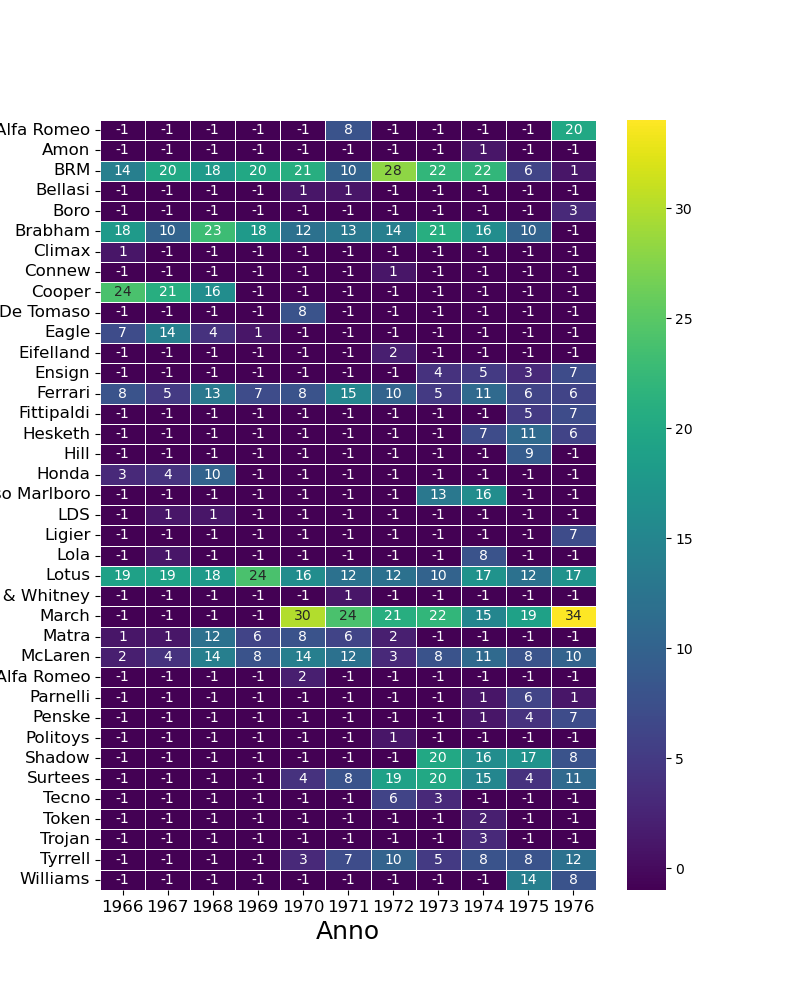 Alfa Romeo -1 -1 -1 -1 -1 8 -1 -1 -1 -1 20
Amon -1 -1 -1 -1 -1 -1 -1 -1 1 -1 -1
BRM 14 20 18 20 21 10 28 22 22 6 1
Bellasi -1 -1 -1 -1 1 1 -1 -1 -1 -1 -1
Boro -1 -1 -1 -1 -1 -1 -1 -1 -1 -1 3
Brabham 18 10 23 18 12 13 14 21 16 10 -1
Climax 1 -1 -1 -1 -1 -1 -1 -1 -1 -1 -1
Connew -1 -1 -1 -1 -1 -1 1 -1 -1 -1 -1
Cooper 24 21 16 -1 -1 -1 -1 -1 -1 -1 -1
De Tomaso -1 -1 -1 -1 8 -1 -1 -1 -1 -1 -1
Eagle 7 14 4 1 -1 -1 -1 -1 -1 -1 -1
Eifelland -1 -1 -1 -1 -1 -1 2 -1 -1 -1 -1
Ensign -1 -1 -1 -1 -1 -1 -1 4 5 3 7
Ferrari 8 5 13 7 8 15 10 5 11 6 6
Fittipaldi -1 -1 -1 -1 -1 -1 -1 -1 -1 5 7
Hesketh -1 -1 -1 -1 -1 -1 -1 -1 7 11 6
Hill -1 -1 -1 -1 -1 -1 -1 -1 -1 9 -1
Honda 3 4 10 -1 -1 -1 -1 -1 -1 -1 -1
Marlboro -1 -1 -1 -1 -1 -1 -1 13 16 -1 -1
LDS -1 1 1 -1 -1 -1 -1 -1 -1 -1 -1
Ligier -1 -1 -1 -1 -1 -1 -1 -1 -1 -1 7
Lola -1 1 -1 -1 -1 -1 -1 -1 8 -1 -1
Lotus 19 19 18 24 16 12 12 10 17 12 17
& Whitney -1 -1 -1 -1 -1 1 -1 -1 -1 -1 -1
March -1 -1 -1 -1 30 24 21 22 15 19 34
Matra 1 1 12 6 8 6 2 -1 -1 -1 -1
McLaren 2 4 14 8 14 12 3 8 11 8 10
Alfa Romeo -1 -1 -1 -1 2 -1 -1 -1 -1 -1 -1
Parnelli -1 -1 -1 -1 -1 -1 -1 -1 1 6 1
Penske -1 -1 -1 -1 -1 -1 -1 -1 1 4 7
Politoys -1 -1 -1 -1 -1 -1 1 -1 -1 -1 -1
Shadow -1 -1 -1 -1 -1 -1 -1 20 16 17 8
Surtees -1 -1 -1 -1 4 8 19 20 15 4 11
Tecno -1 -1 -1 -1 -1 -1 6 3 -1 -1 -1
Token -1 -1 -1 -1 -1 -1 -1 -1 2 -1 -1
Trojan -1 -1 -1 -1 -1 -1 -1 -1 3 -1 -1
Tyrrell -1 -1 -1 -1 3 7 10 5 8 8 12
Williams -1 -1 -1 -1 -1 -1 -1 -1 -1 14 8
1966 1967 1968 1969 1970 1971 1972 1973 1974 1975 1976
Anno
30
25
20
15
10
5
0